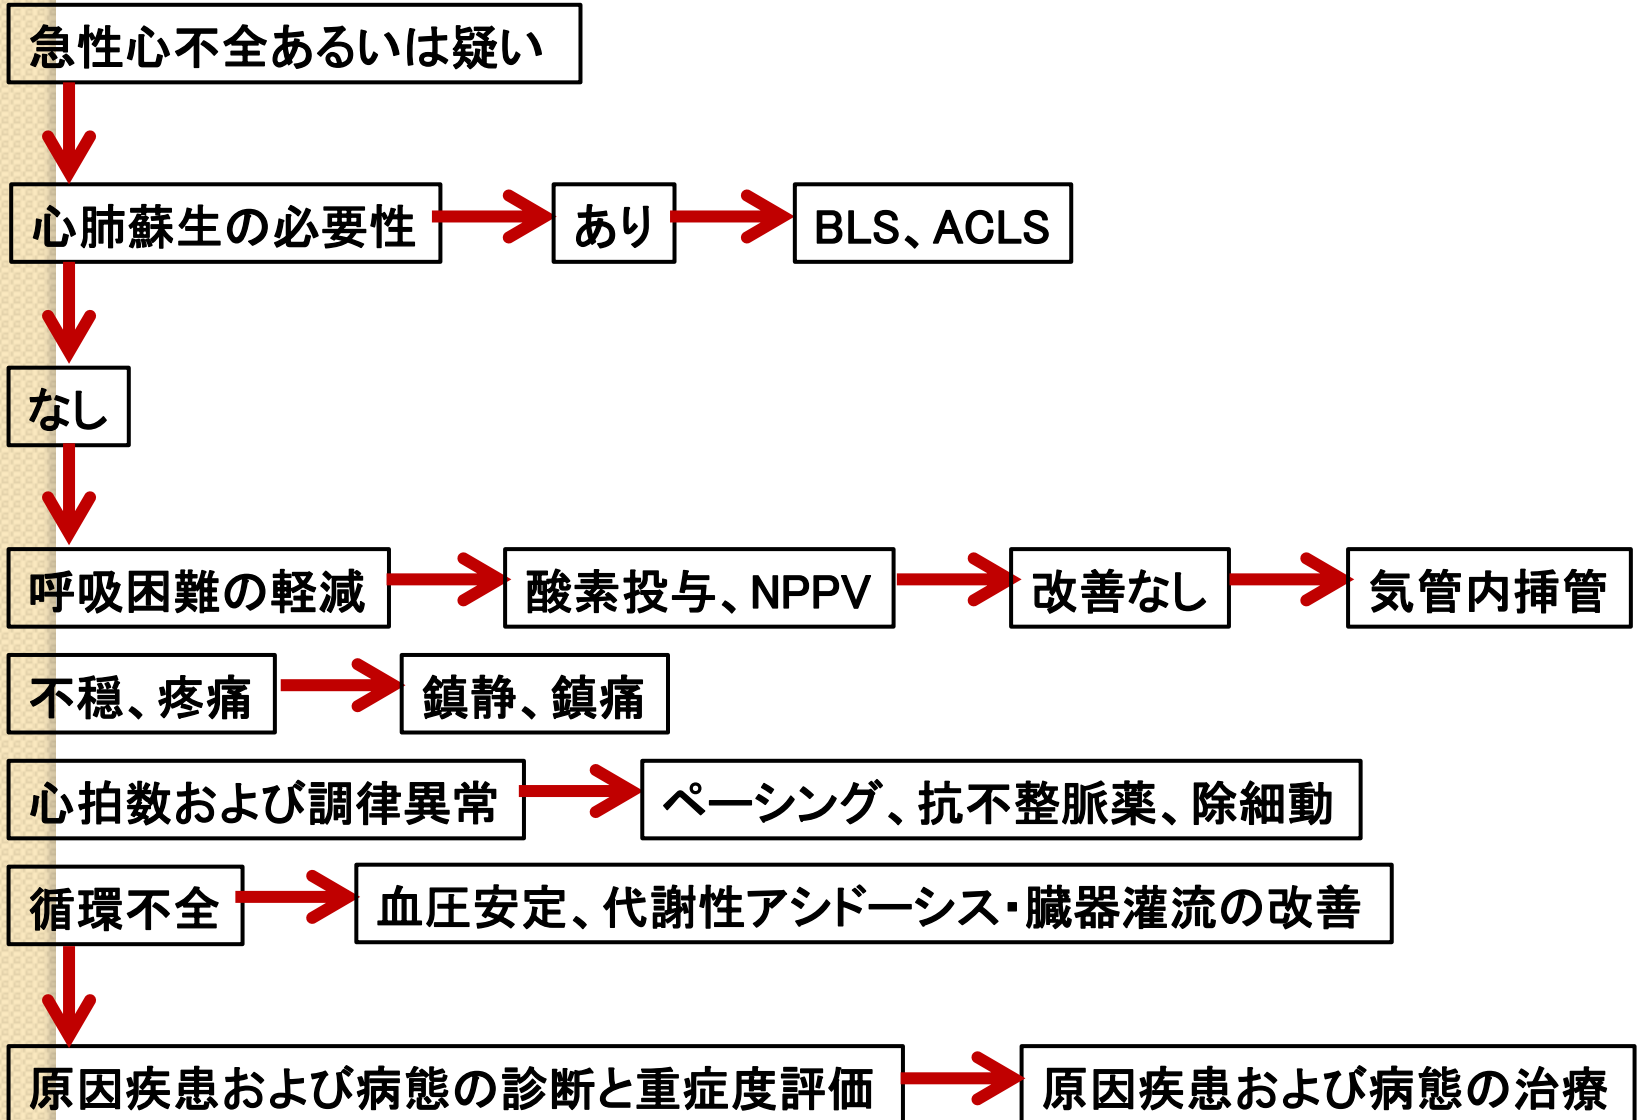 急性心不全あるいは疑い
心肺蘇生の必要性 あり BLS、ACLS
なし
呼吸困難の軽減 酸素投与、NPPV 改善なし 気管内挿管
不穏、疼痛 鎮静、鎮痛
心拍数および調律異常 ペーシング、抗不整脈薬、除細動
循環不全 血圧安定、代謝性アシドーシス・臓器灌流の改善
原因疾患および病態の診断と重症度評価 原因疾患および病態の治療